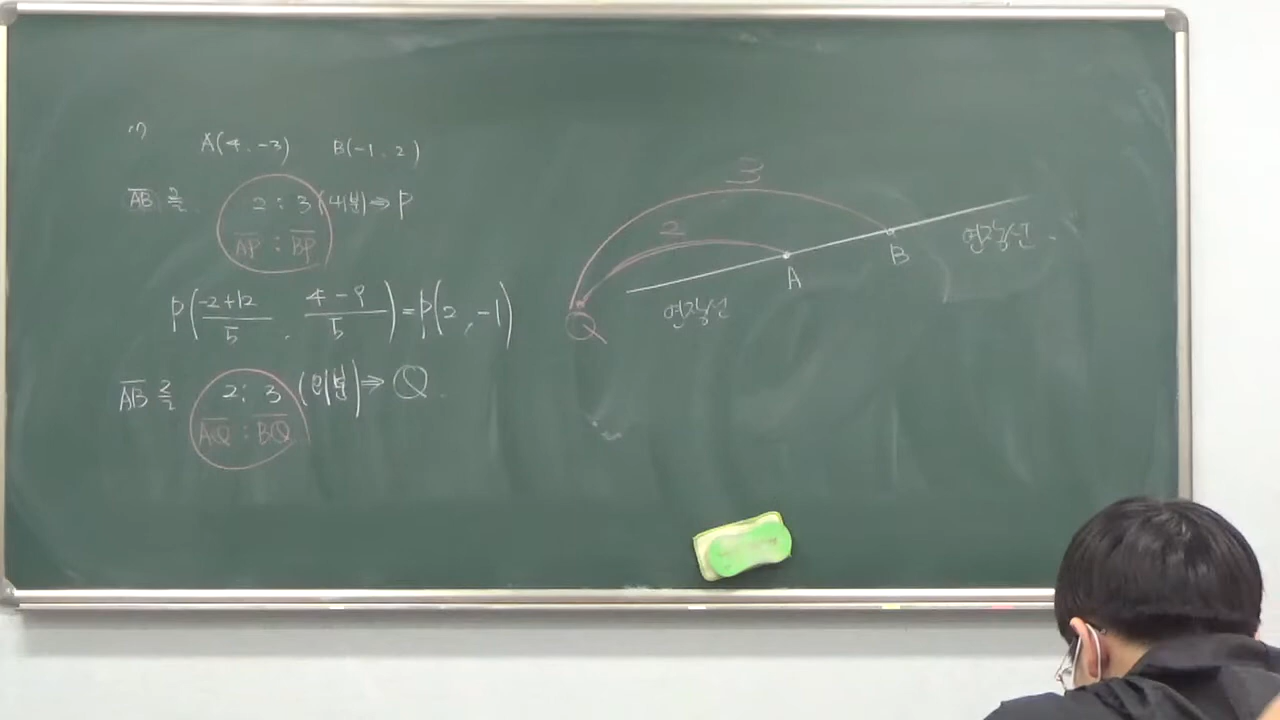 A(4, -3) B(-1, 2)
AB를 2 : 3 (내분) ⇒ P
AP : BP
P(-2+12/5, 4-9/5) = P(2, -1)
AB를 2 : 3 (외분) ⇒ Q
AQ : BQ
3
2
A
B
Q
연장선
연장선